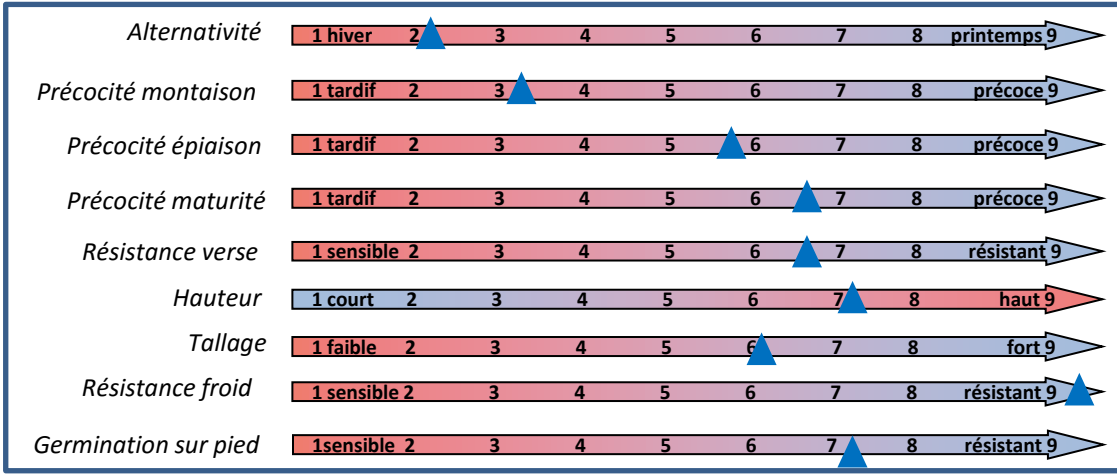 Alternativité 1 hiver 2 3 4 5 6 7 8 printemps 9
Précocité montaison 1 tardif 2 3 4 5 6 7 8 précoce 9
Précocité épiaison 1 tardif 2 3 4 5 6 7 8 précoce 9
Précocité maturité 1 tardif 2 3 4 5 6 7 8 précoce 9
Résistance verse 1 sensible 2 3 4 5 6 7 8 résistant 9
Hauteur 1 court 2 3 4 5 6 7 8 haut 9
Tallage 1 faible 2 3 4 5 6 7 8 fort 9
Résistance froid 1 sensible 2 3 4 5 6 7 8 résistant 9
Germination sur pied 1sensible 2 3 4 5 6 7 8 résistant 9